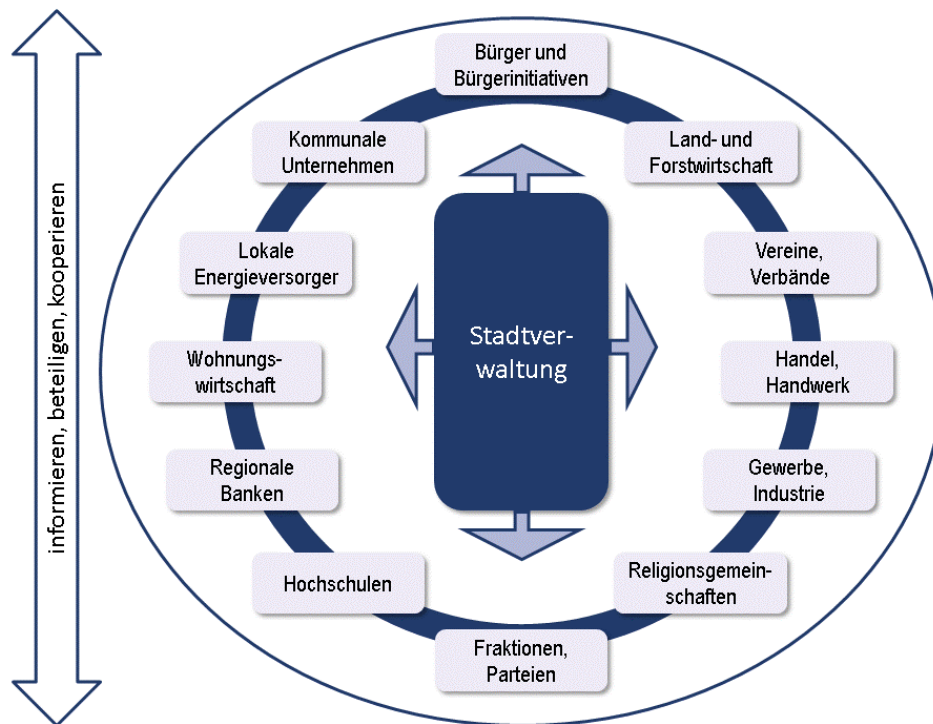 Bürger und
Bürgerinitiativen
Kommunale
Unternehmen
Land- und
Forstwirtschaft
Lokale
Energieversorger
Vereine,
Verbände
Stadtver-
waltung
Wohnungs-
wirtschaft
Handel,
Handwerk
Regionale
Banken
Gewerbe,
Industrie
Hochschulen
Religionsgemein-
schaften
Fraktionen,
Parteien
informieren, beteiligen, kooperieren